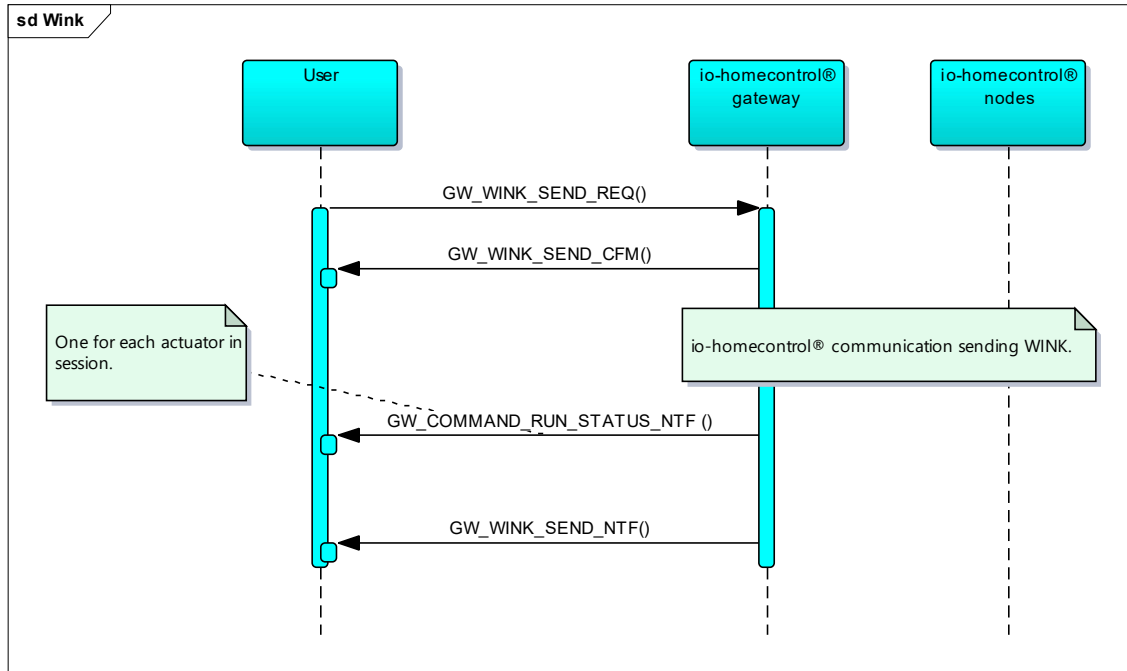 sd Wink
User
io-homecontrol®
gateway
io-homecontrol®
nodes
GW_WINK_SEND_REQ()
GW_WINK_SEND_CFM()
One for each actuator in
session.
io-homecontrol® communication sending WINK.
GW_COMMAND_RUN_STATUS_NTF ()
GW_WINK_SEND_NTF()